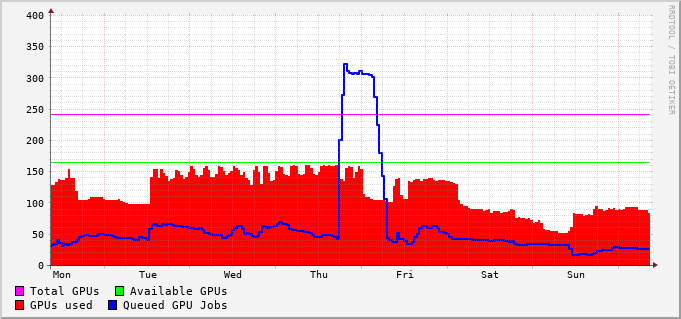 400
350
300
250
200
150
100
50
0
Mon Tue Wed Thu Fri Sat Sun
Total GPUs Available GPUs
GPUs used Queued GPU Jobs
RRDTOOL / TOBI OETIKER